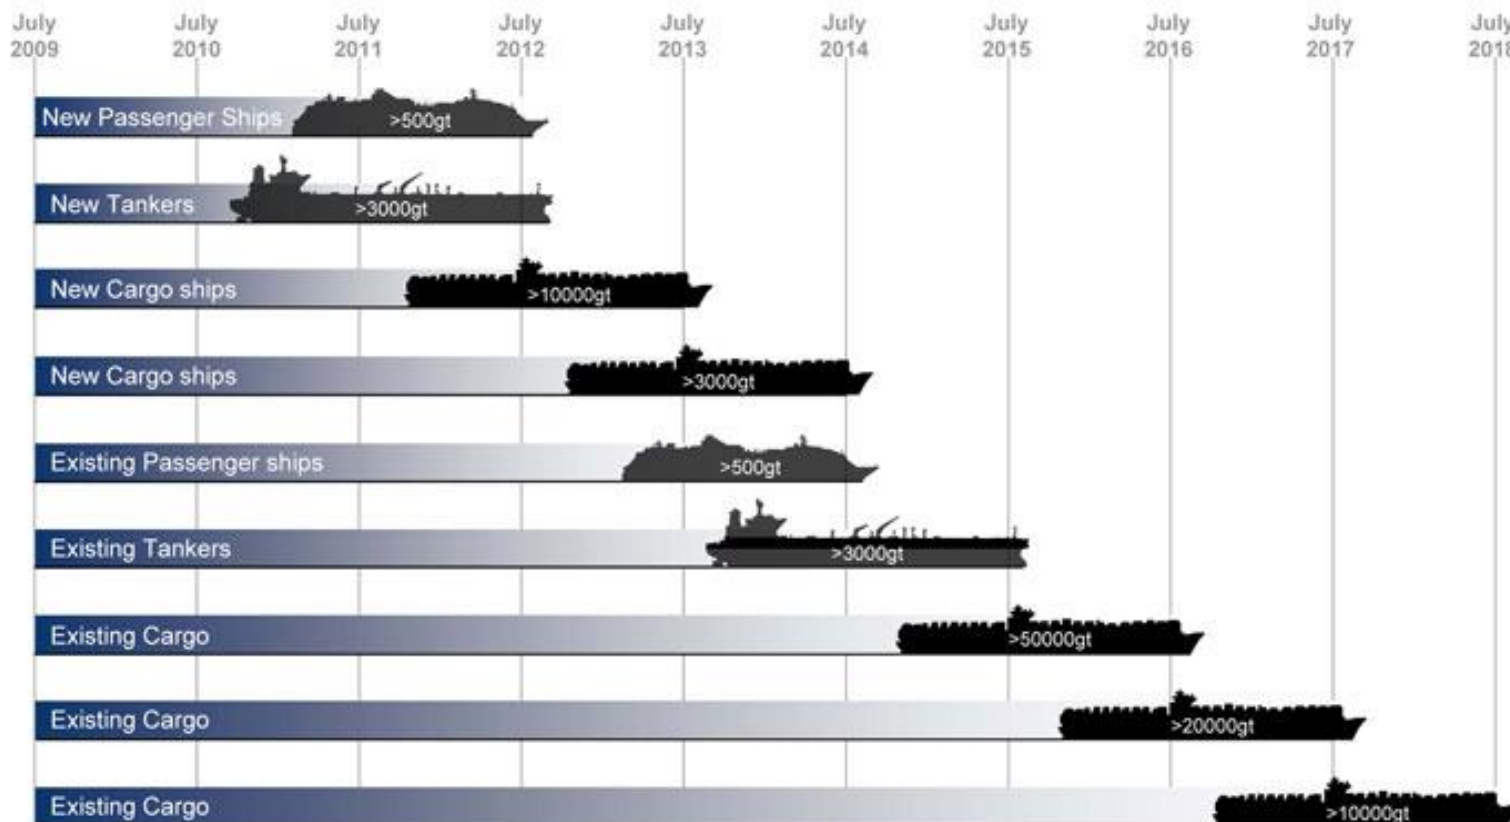 July July July July July July July July July July
2009 2010 2011 2012 2013 2014 2015 2016 2017 2018
New Passenger Ships >500gt
New Tankers >3000gt
New Cargo ships >10000gt
New Cargo ships >3000gt
Existing Passenger ships >500gt
Existing Tankers >3000gt
Existing Cargo >50000gt
Existing Cargo >20000gt
Existing Cargo >10000gt